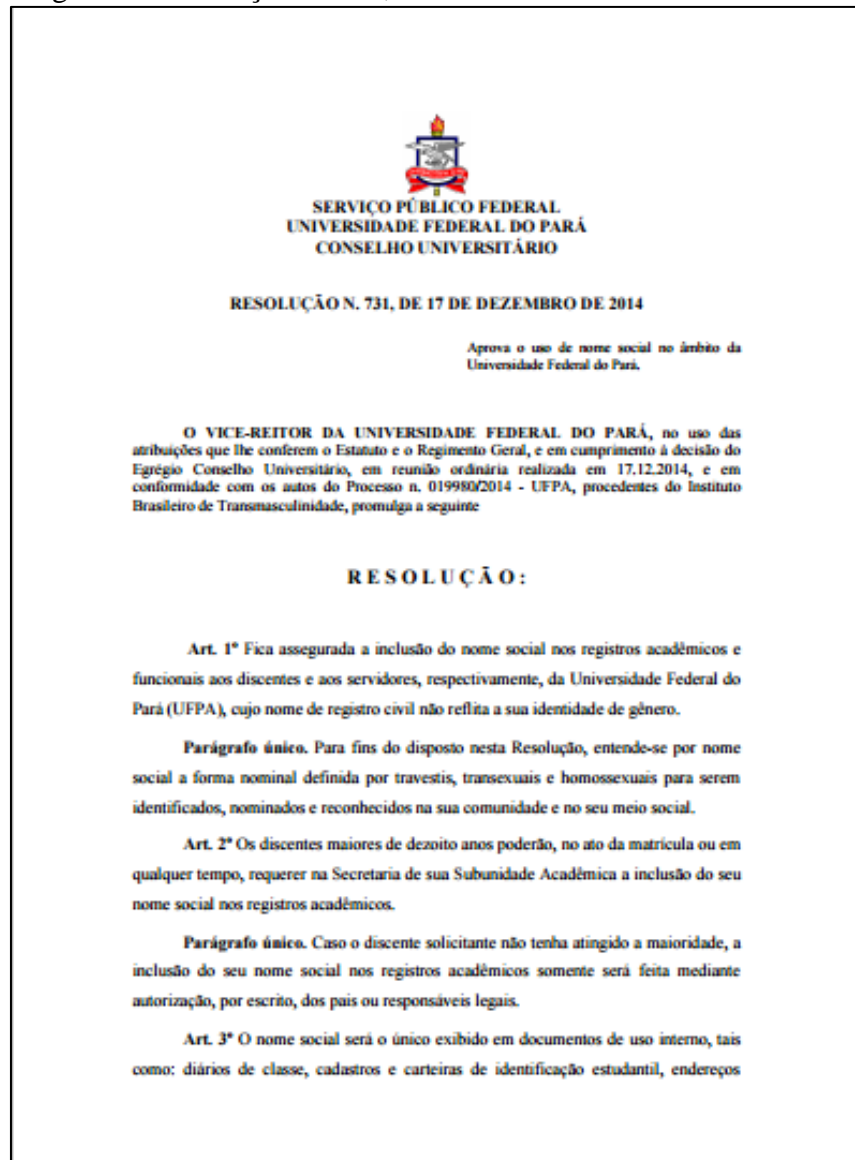 SERVIÇO PÚBLICO FEDERAL
UNIVERSIDADE FEDERAL DO PARÁ
CONSELHO UNIVERSITÁRIO
RESOLUÇÃO N. 731, DE 17 DE DEZEMBRO DE 2014
Aprova o uso de nome social no âmbito da
Universidade Federal do Pará.
O VICE-REITOR DA UNIVERSIDADE FEDERAL DO PARÁ, no uso das
atribuições que lhe conferem o Estatuto e o Regimento Geral, e em cumprimento à decisão do
Egrégio Conselho Universitário, em reunião ordinária realizada em 17.12.2014, e em
conformidade com os autos do Processo n. 019980/2014 - UFPA, procedentes do Instituto
Brasileiro de Transmasculinidade, promulga a seguinte
R E S O L U Ç Ã O :
Art. 1º Fica assegurada a inclusão do nome social nos registros acadêmicos e
funcionais aos discentes e aos servidores, respectivamente, da Universidade Federal do
Pará (UFPA), cujo nome de registro civil não reflita a sua identidade de gênero.
Parágrafo único. Para fins do disposto nesta Resolução, entende-se por nome
social a forma nominal definida por travestis, transexuais e homossexuais para serem
identificados, nominados e reconhecidos na sua comunidade e no seu meio social.
Art. 2º Os discentes maiores de dezoito anos poderão, no ato da matrícula ou em
qualquer tempo, requerer na Secretaria de sua Subunidade Acadêmica a inclusão do seu
nome social nos registros acadêmicos.
Parágrafo único. Caso o discente solicitante não tenha atingido a maioridade, a
inclusão do seu nome social nos registros acadêmicos somente será feita mediante
autorização, por escrito, dos pais ou responsáveis legais.
Art. 3º O nome social será o único exibido em documentos de uso interno, tais
como: diários de classe, cadastros e carteiras de identificação estudantil, endereços